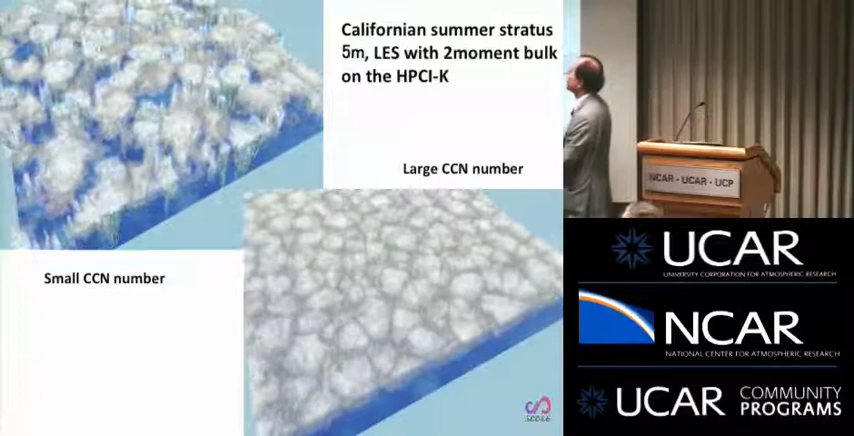 Californian summer stratus
5m, LES with 2moment bulk
on the HPCI-K
Large CCN number
Small CCN number
SCALE
NCAR - UCAR - UCP
UCAR
UNIVERSITY CORPORATION FOR ATMOSPHERIC RESEARCH
NCAR
NATIONAL CENTER FOR ATMOSPHERIC RESEARCH
UCAR COMMUNITY
PROGRAMS